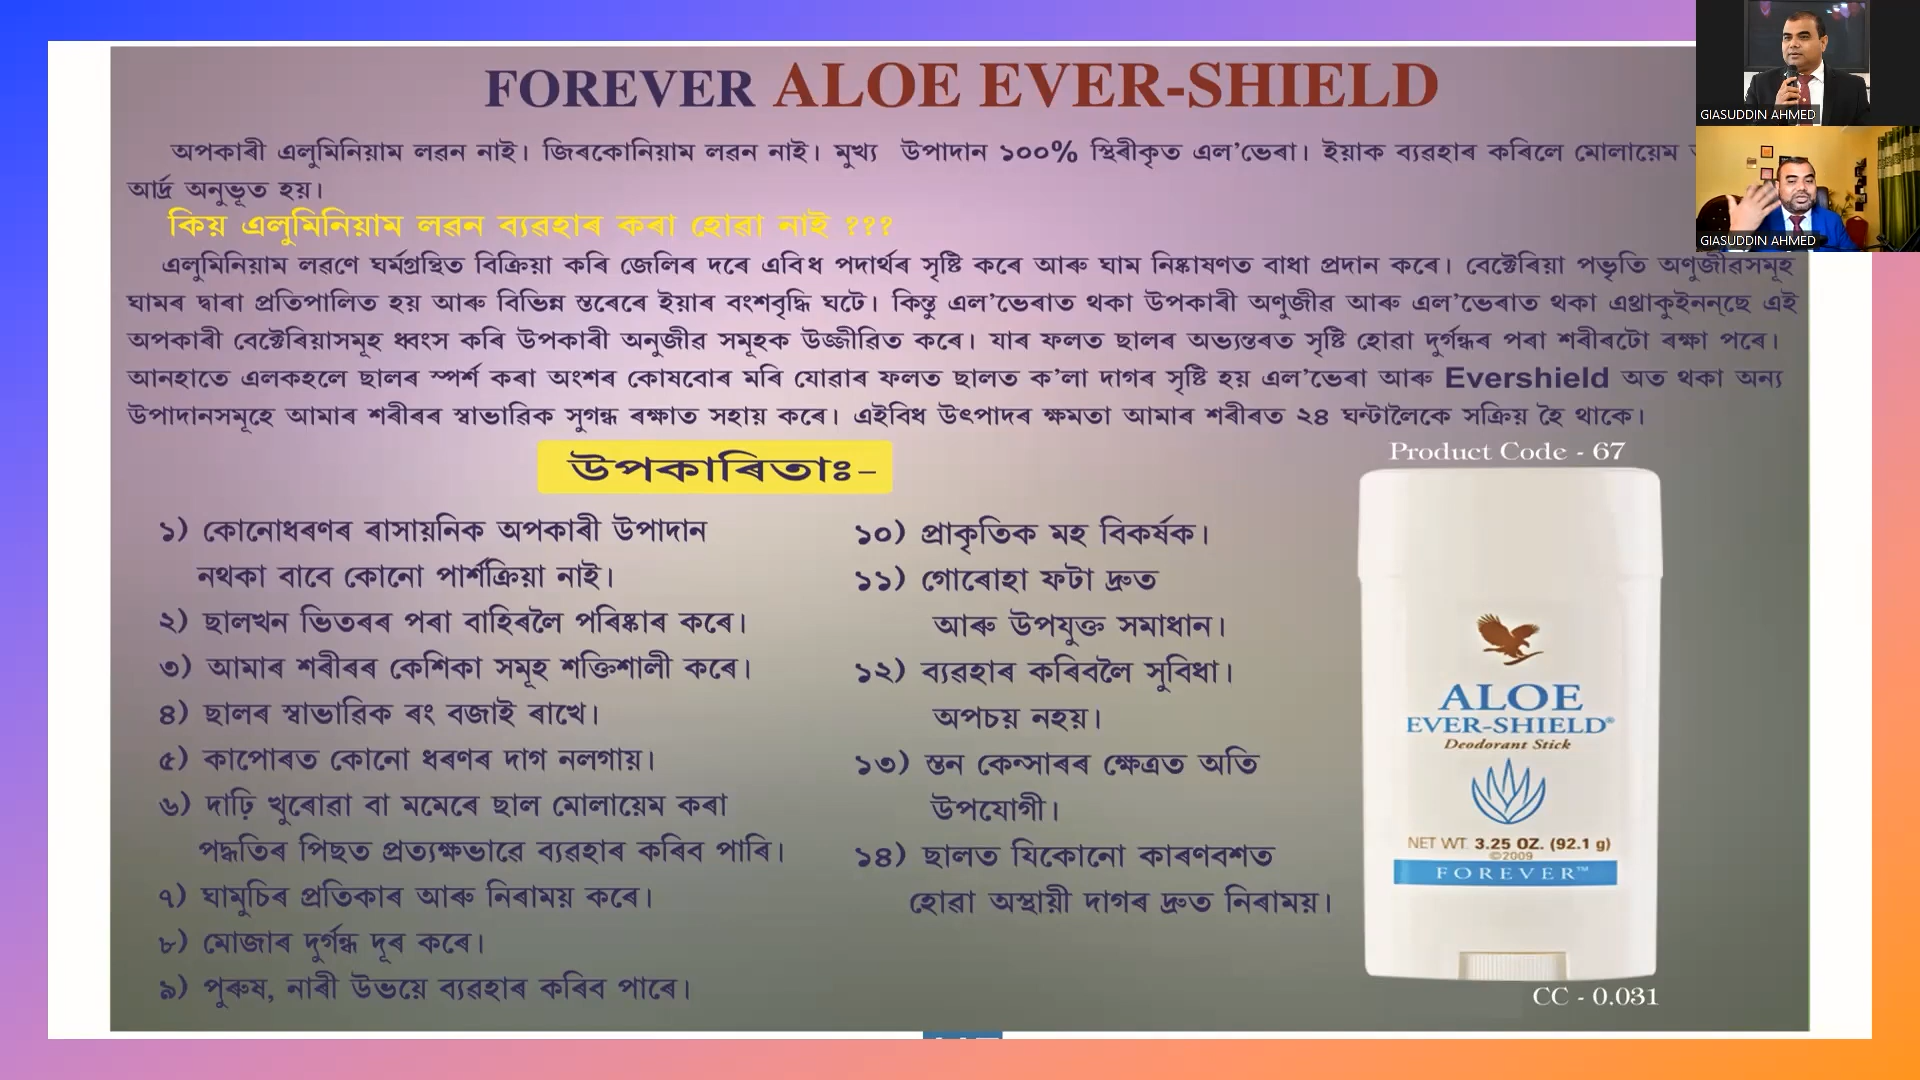 FOREVER ALOE EVER-SHIELD
অপকাৰী এলুমিনিয়াম লৱন নাই। জিৰকোনিয়াম লৱন নাই। মুখ্য উপাদান ১০০% স্থিৰীকৃত এল'ভেৰা। ইয়াক ব্যৱহাৰ কৰিলে মোলায়েম
আৰ্দ্ৰ অনুভূত হয়।
কিয় এলুমিনিয়াম লৱন ব্যৱহাৰ কৰা হোৱা নাই ???
এলুমিনিয়াম লৱণে ঘৰ্মগ্ৰন্থিত বিক্ৰিয়া কৰি জেলিৰ দৰে এবিধ পদাৰ্থৰ সৃষ্টি কৰে আৰু ঘাম নিষ্কাষণত বাধা প্ৰদান কৰে। বেক্টেৰিয়া পভৃতি অণুজীৱসমূহ
ঘামৰ দ্বাৰা প্ৰতিপালিত হয় আৰু বিভিন্ন স্তৰেৰে ইয়াৰ বংশবৃদ্ধি ঘটে। কিন্তু এল'ভেৰাত থকা উপকাৰী অণুজীৱ আৰু এল'ভেৰাত থকা এথ্ৰাকুইনন্‌ছে এই
অপকাৰী বেক্টেৰিয়াসমূহ ধ্বংস কৰি উপকাৰী অনুজীৱ সমূহক উজ্জীৱিত কৰে। যাৰ ফলত ছালৰ অভ্যন্তৰত সৃষ্টি হোৱা দুৰ্গন্ধৰ পৰা শৰীৰটো ৰক্ষা পৰে।
আনহাতে এলকহলে ছালৰ স্পৰ্শ কৰা অংশৰ কোষবোৰ মৰি যোৱাৰ ফলত ছালত ক'লা দাগৰ সৃষ্টি হয় এল'ভেৰা আৰু Evershield অত থকা অন্য
উপাদানসমূহে আমাৰ শৰীৰৰ স্বাভাৱিক সুগন্ধ ৰক্ষাত সহায় কৰে। এইবিধ উৎপাদৰ ক্ষমতা আমাৰ শৰীৰত ২৪ ঘন্টালৈকে সক্ৰিয় হৈ থাকে।
উপকাৰিতাঃ-
১) কোনোধৰণৰ ৰাসায়নিক অপকাৰী উপাদান
নথকা বাবে কোনো পাৰ্শক্ৰিয়া নাই।
২) ছালখন ভিতৰৰ পৰা বাহিৰলৈ পৰিষ্কাৰ কৰে।
৩) আমাৰ শৰীৰৰ কেশিকা সমূহ শক্তিশালী কৰে।
৪) ছালৰ স্বাভাৱিক ৰং বজাই ৰাখে।
৫) কাপোৰত কোনো ধৰণৰ দাগ নলগায়।
৬) দাঢ়ি খুৰোৱা বা মমেৰে ছাল মোলায়েম কৰা
পদ্ধতিৰ পিছত প্ৰত্যক্ষভাৱে ব্যৱহাৰ কৰিব পাৰি।
৭) ঘামুচিৰ প্ৰতিকাৰ আৰু নিৰাময় কৰে।
৮) মোজাৰ দুৰ্গন্ধ দূৰ কৰে।
৯) পুৰুষ, নাৰী উভয়ে ব্যৱহাৰ কৰিব পাৰে।
১০) প্ৰাকৃতিক মহ বিকৰ্ষক।
১১) গোৰোহা ফটা দ্ৰুত
আৰু উপযুক্ত সমাধান।
১২) ব্যৱহাৰ কৰিবলৈ সুবিধা।
অপচয় নহয়।
১৩) স্তন কেন্সাৰৰ ক্ষেত্ৰত অতি
উপযোগী।
১৪) ছালত যিকোনো কাৰণবশত
হোৱা অস্থায়ী দাগৰ দ্ৰুত নিৰাময়।
Product Code - 67
ALOE
EVER-SHIELD®
Deodorant Stick
NET WT. 3.25 OZ. (92.1 g)
©2009
FOREVER™
CC - 0.031
GIASUDDIN AHMED
GIASUDDIN AHMED